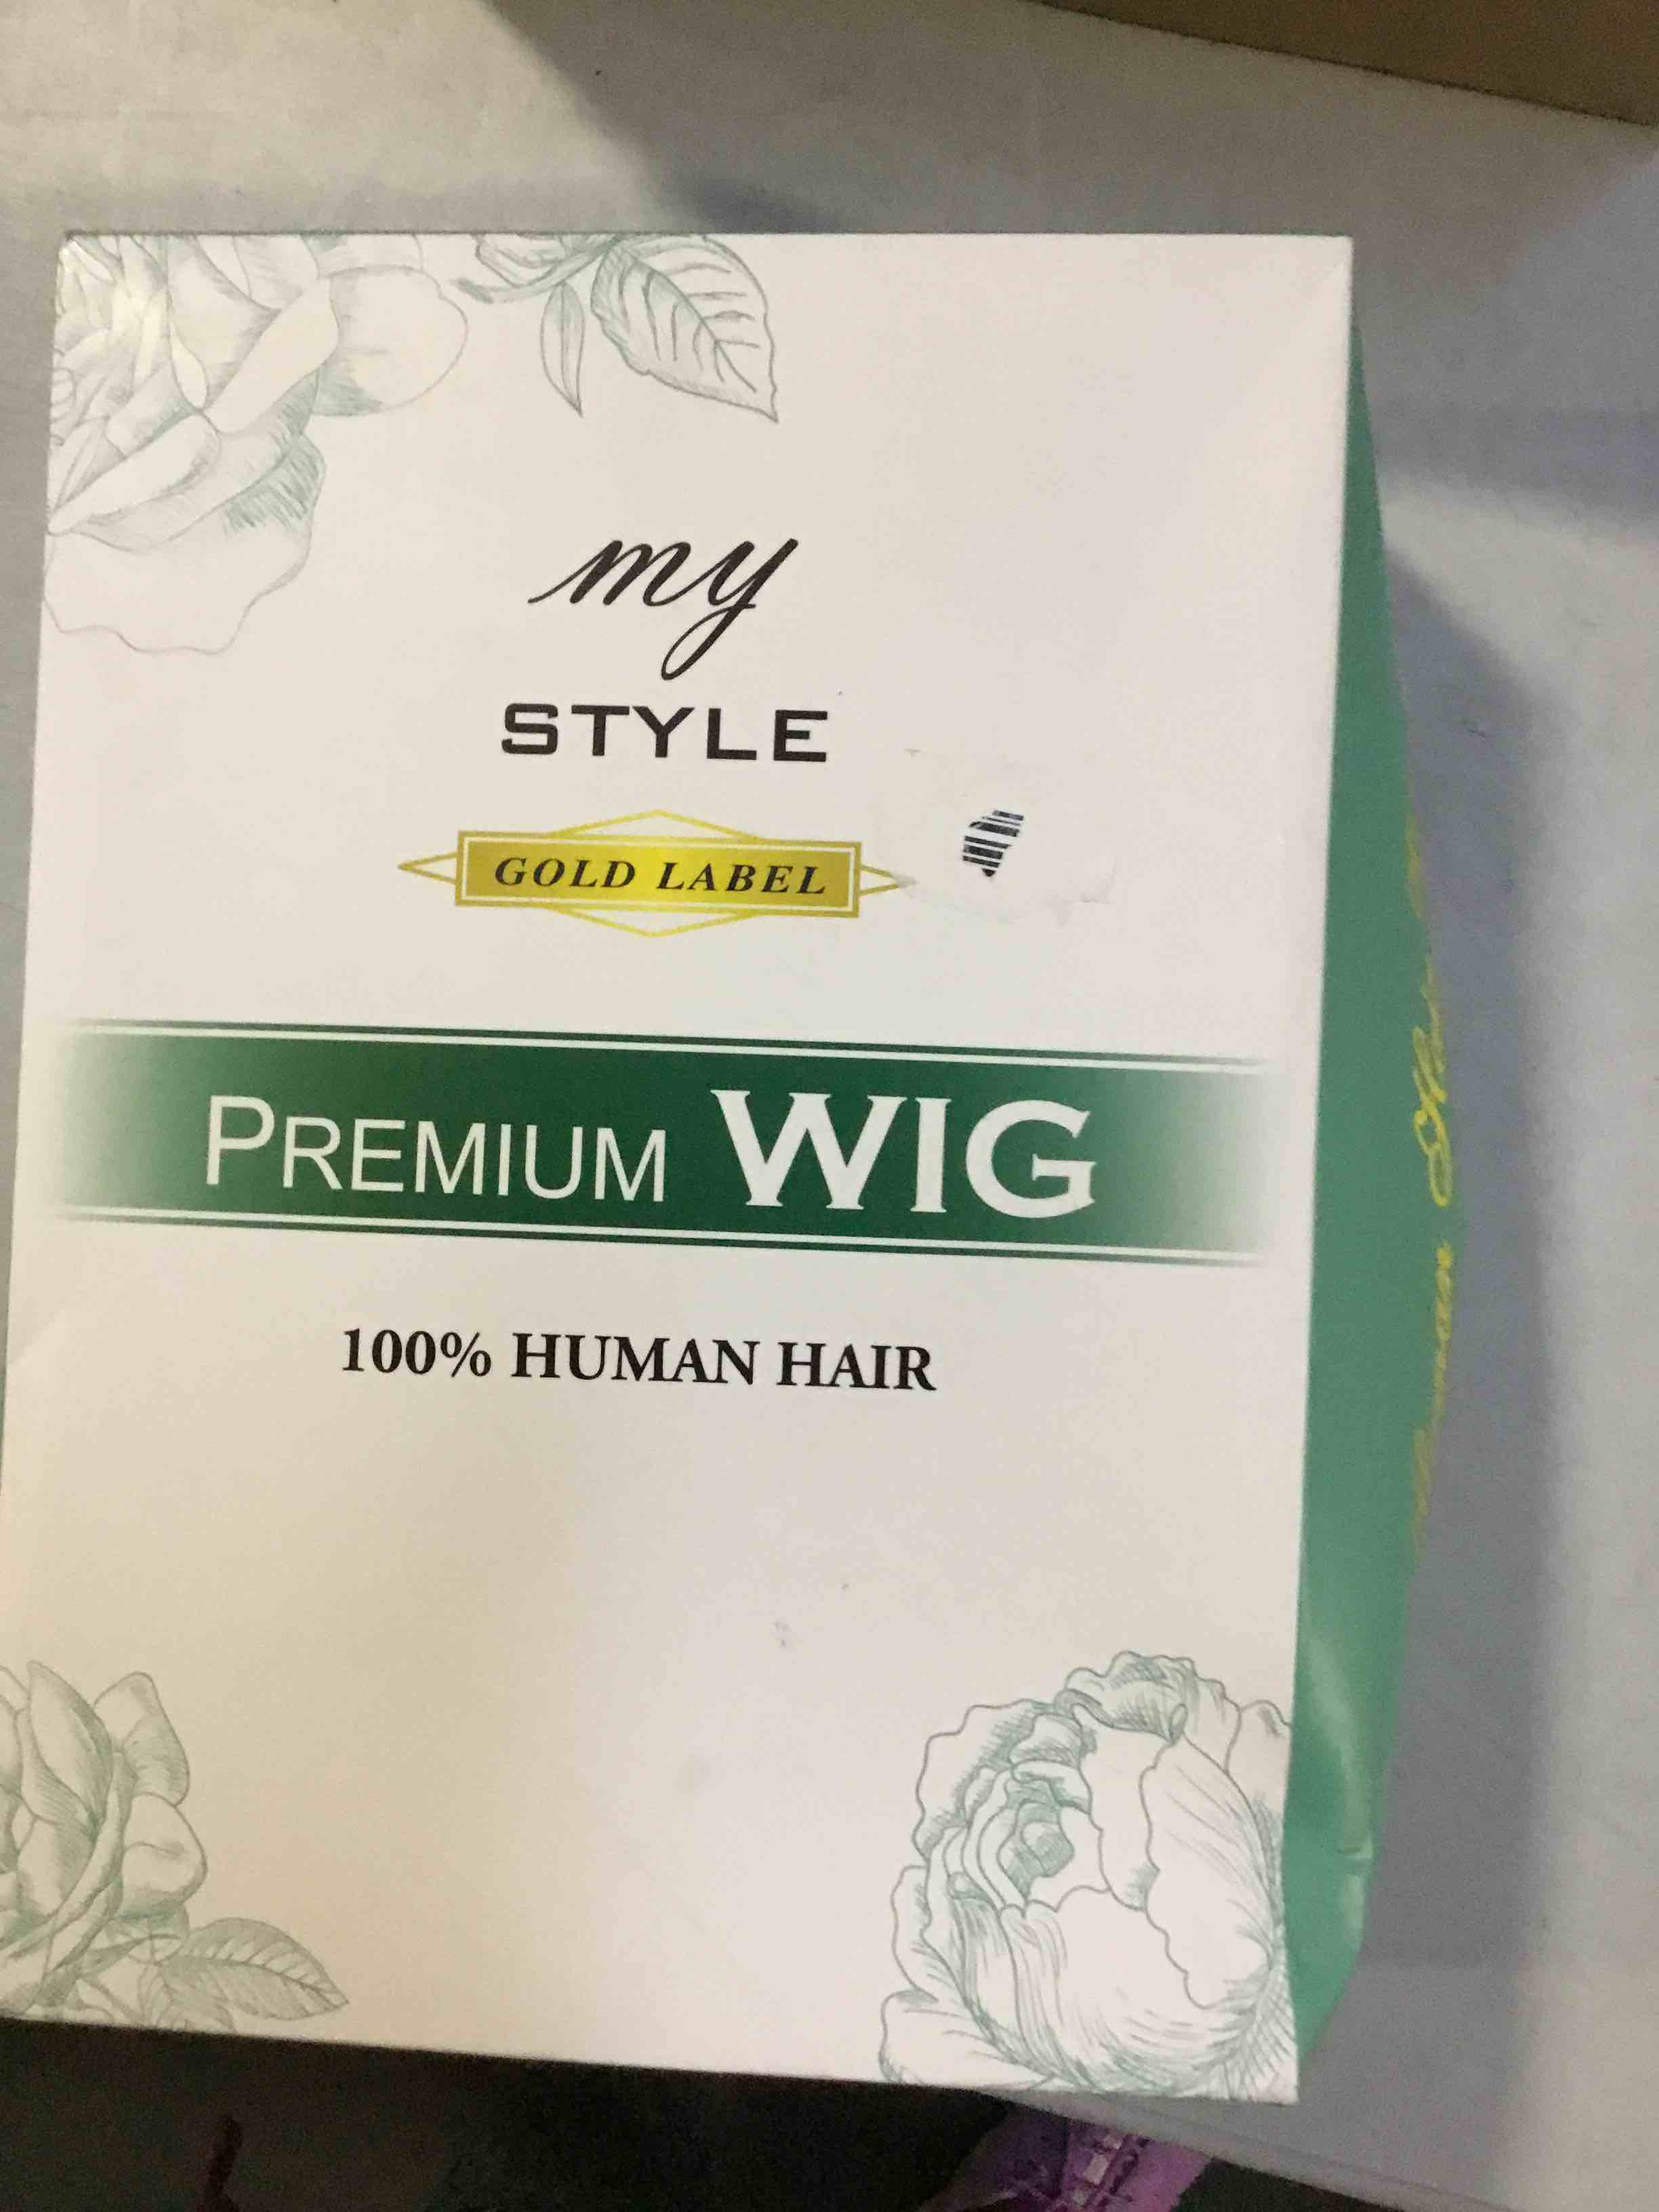 my
STYLE
GOLD LABEL
PREMIUM WIG
100% HUMAN HAIR